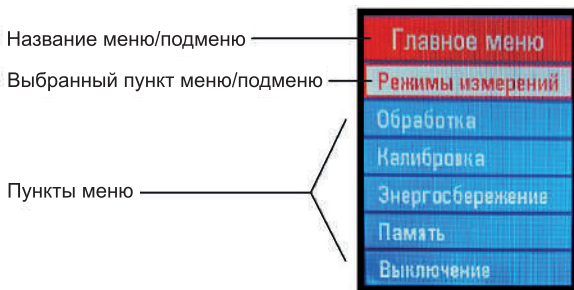 Название меню/подменю
Главное меню
Выбранный пункт меню/подменю
Режимы измерений
Обработка
Калибровка
Пункты меню
Энергосбережение
Память
Выключение